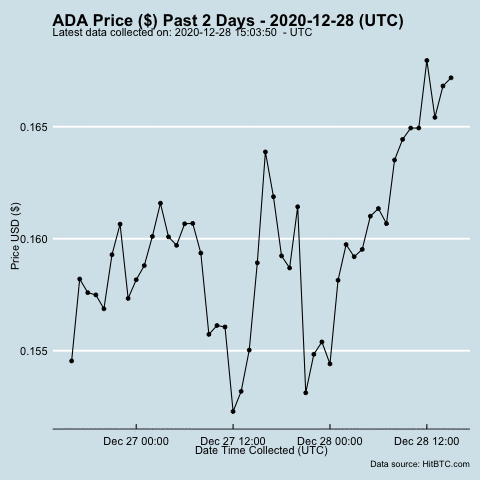 ADA Price ($) Past 2 Days - 2020-12-28 (UTC)
Latest data collected on: 2020-12-28 15:03:50 - UTC
0.165
0.160
0.155
Price USD ($)
Dec 27 00:00 Dec 27 12:00 Dec 28 00:00 Dec 28 12:00
Date Time Collected (UTC)
Data source: HitBTC.com